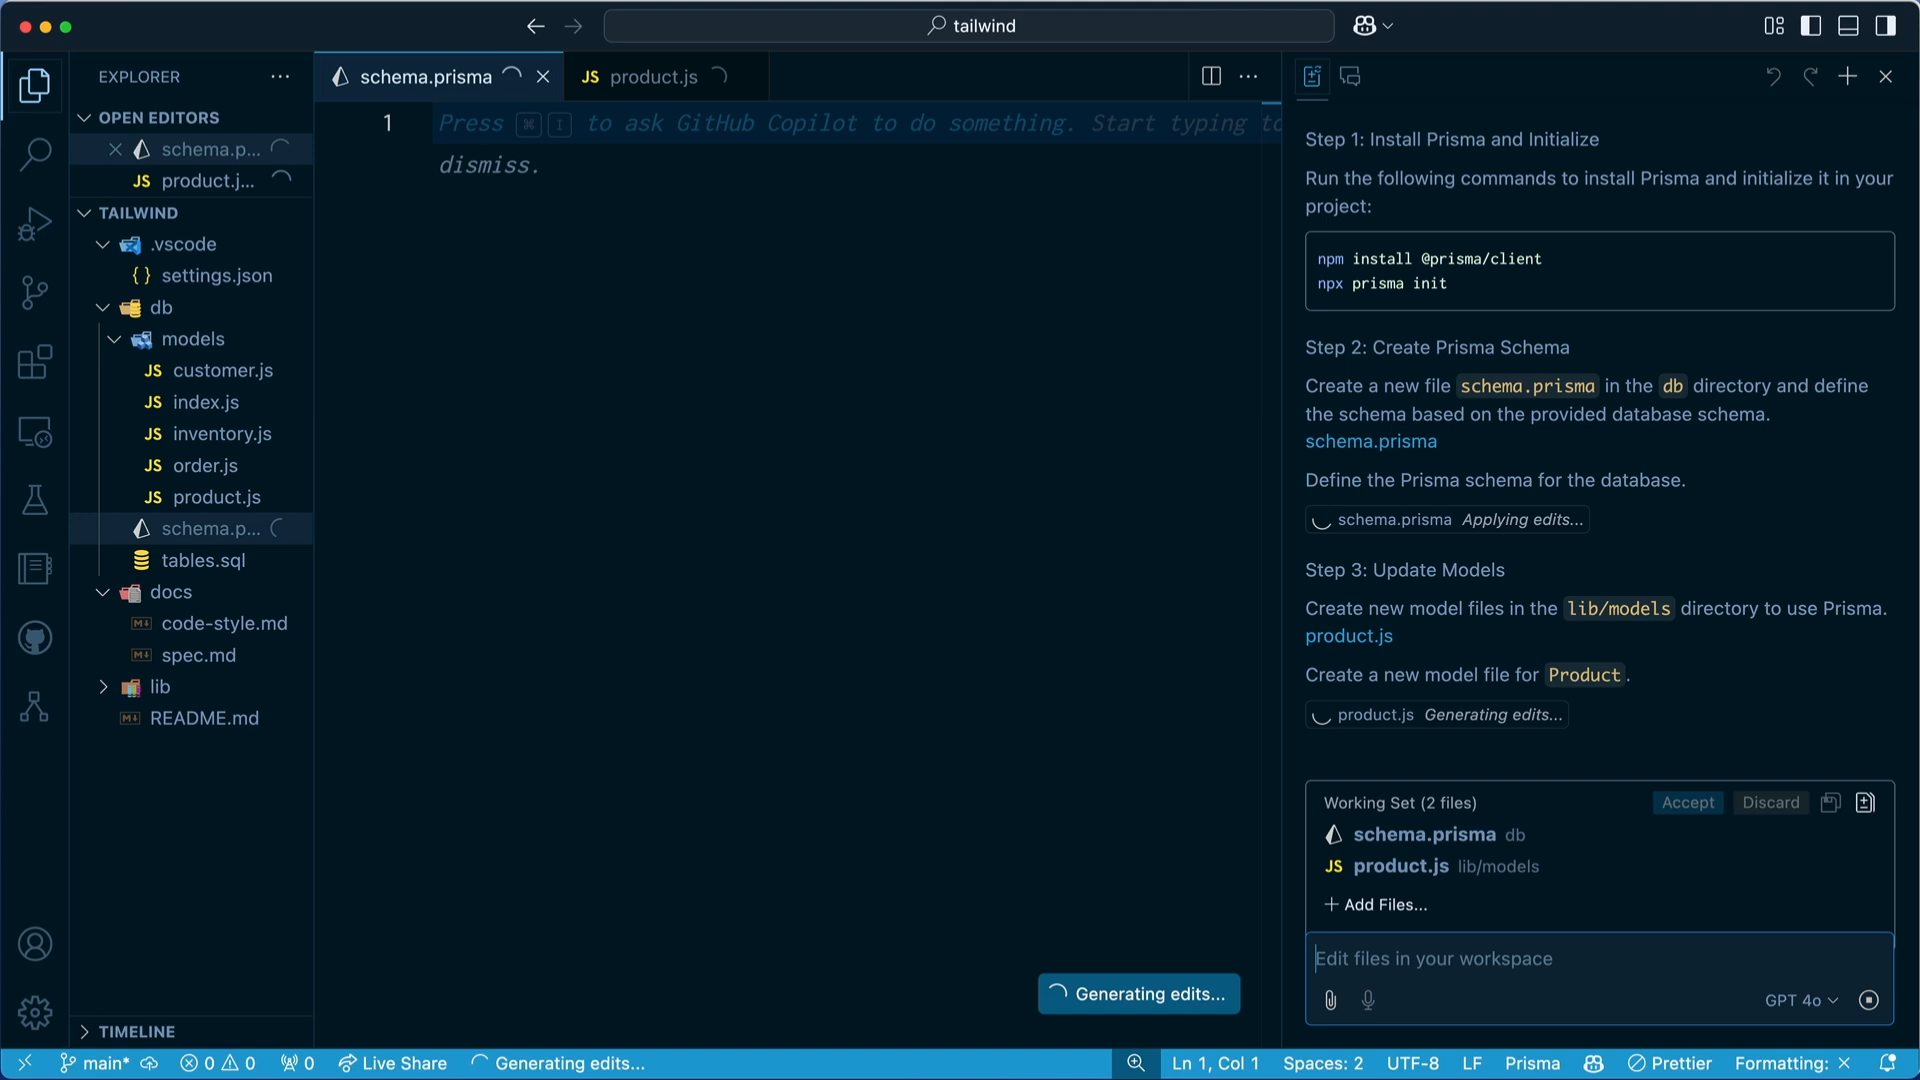 tailwind
EXPLORER
schema.prisma
JS product.js
OPEN EDITORS
schema.p...
JS product.j...
TAILWIND
.vscode
{ } settings.json
db
models
JS customer.js
JS index.js
JS inventory.js
JS order.js
JS product.js
schema.p...
tables.sql
docs
code-style.md
spec.md
lib
README.md
TIMELINE
1
Press ⌘ I to ask GitHub Copilot to do something. Start typing to
dismiss.
Generating edits...
Step 1: Install Prisma and Initialize
Run the following commands to install Prisma and initialize it in your
project:
npm install @prisma/client
npx prisma init
Step 2: Create Prisma Schema
Create a new file schema.prisma in the db directory and define
the schema based on the provided database schema.
schema.prisma
Define the Prisma schema for the database.
schema.prisma Applying edits...
Step 3: Update Models
Create new model files in the lib/models directory to use Prisma.
product.js
Create a new model file for Product.
product.js Generating edits...
Working Set (2 files) Accept Discard
schema.prisma db
JS product.js lib/models
+ Add Files...
Edit files in your workspace
GPT 4o
main* 0 0 0 Live Share Generating edits... Ln 1, Col 1 Spaces: 2 UTF-8 LF Prisma Prettier Formatting: ×